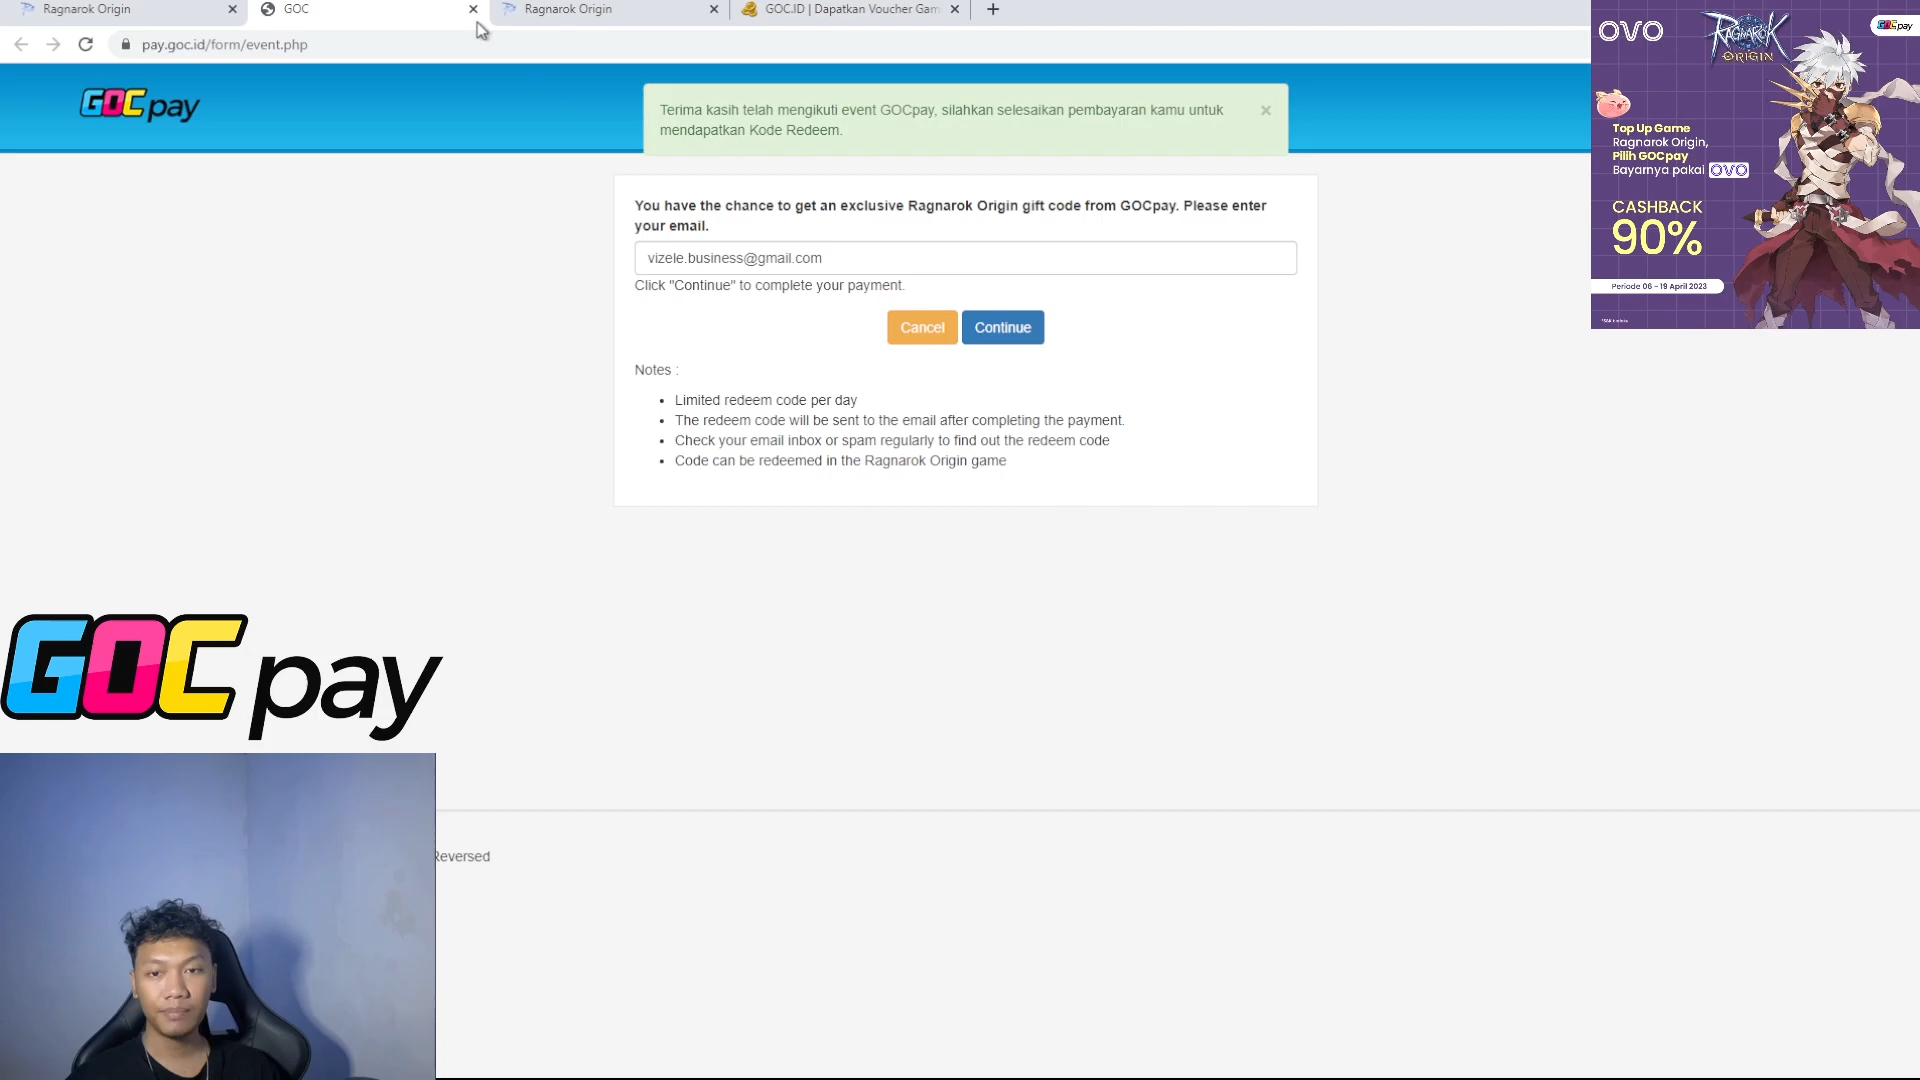 Ragnarok Origin
GOC
Ragnarok Origin
GOC.ID | Dapatkan Voucher Gam
pay.goc.id/form/event.php
GOC pay
Terima kasih telah mengikuti event GOCpay, silahkan selesaikan pembayaran kamu untuk
mendapatkan Kode Redeem.
×
You have the chance to get an exclusive Ragnarok Origin gift code from GOCpay. Please enter
your email.
vizele.business@gmail.com
Click "Continue" to complete your payment.
Cancel
Continue
Notes :
Limited redeem code per day
The redeem code will be sent to the email after completing the payment.
Check your email inbox or spam regularly to find out the redeem code
Code can be redeemed in the Ragnarok Origin game
OVO
RAGNAROK
ORIGIN
GOC pay
Top Up Game
Ragnarok Origin,
Pilih GOCpay
Bayarnya pakai OVO
CASHBACK
90%
Periode 06 - 19 April 2023
GOC pay
Reversed